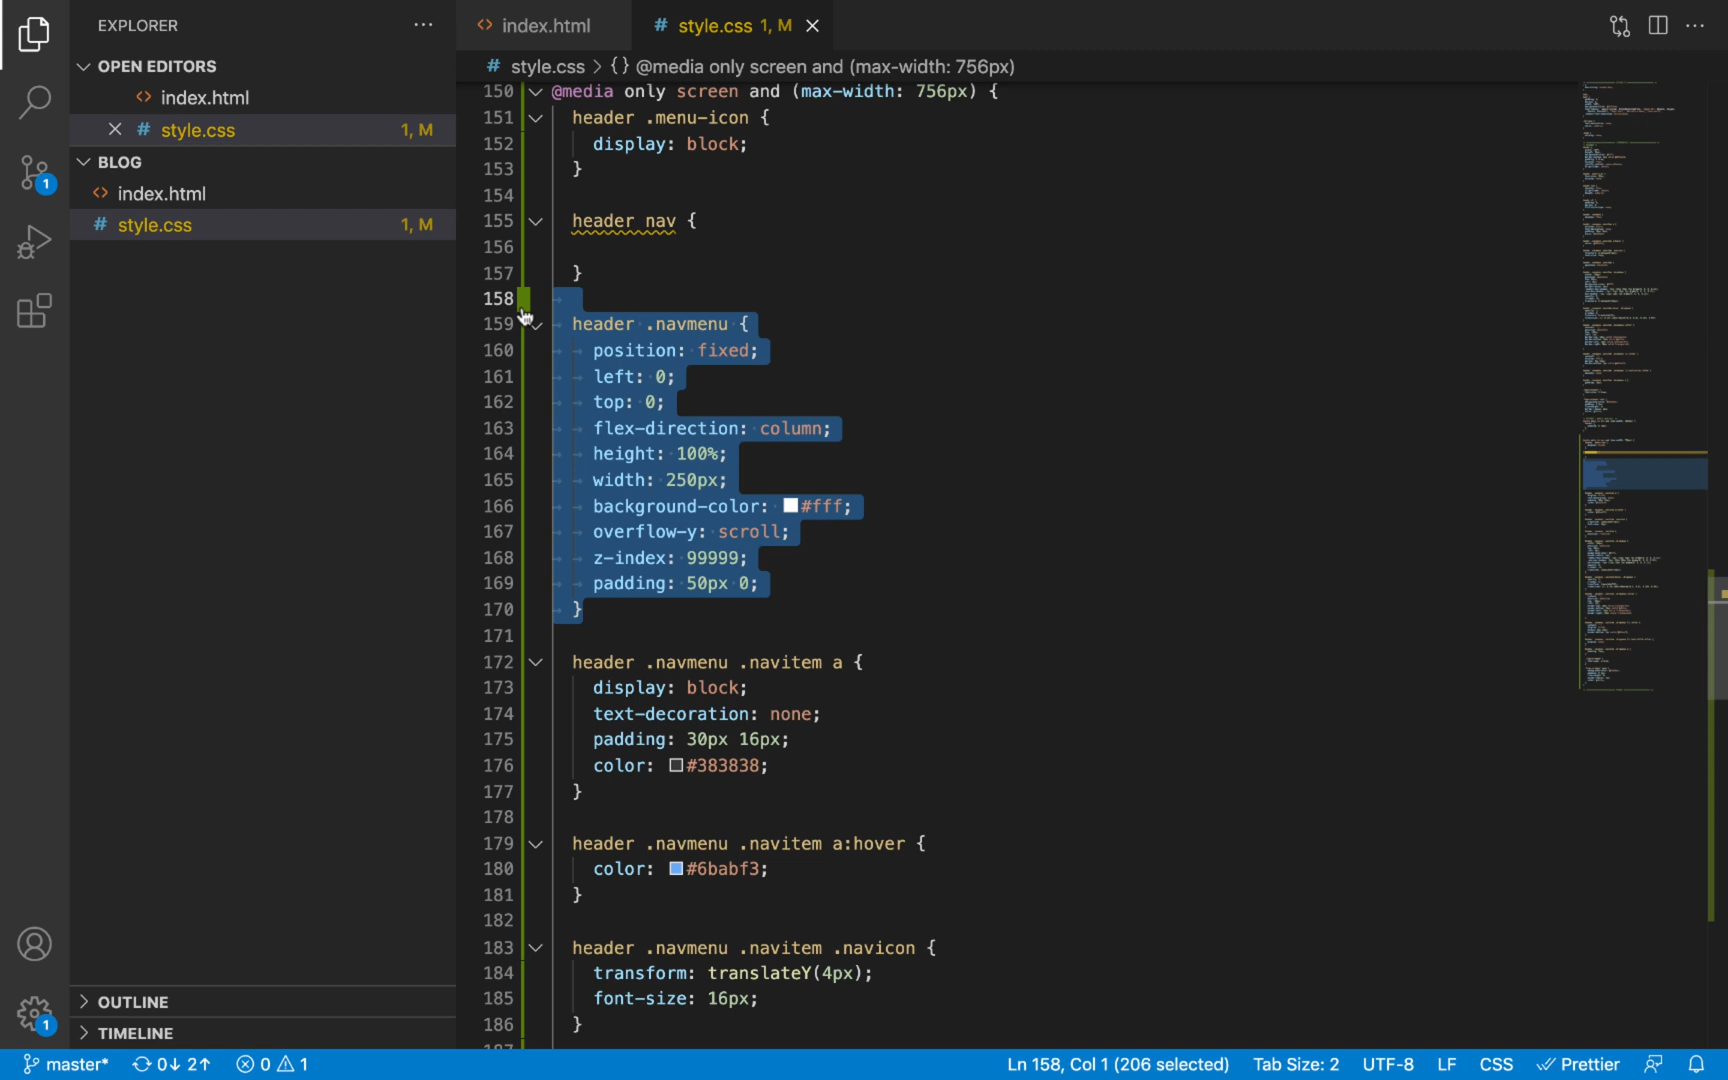 EXPLORER
index.html
style.css 1, M
OPEN EDITORS
index.html
style.css 1, M
BLOG
index.html
style.css 1, M
OUTLINE
TIMELINE
# style.css > {} @media only screen and (max-width: 756px)
150 @media only screen and (max-width: 756px) {
151 header .menu-icon {
152 display: block;
153 }
154
155 header nav {
156
157 }
158
159 header .navmenu {
160 position: fixed;
161 left: 0;
162 top: 0;
163 flex-direction: column;
164 height: 100%;
165 width: 250px;
166 background-color: #fff;
167 overflow-y: scroll;
168 z-index: 99999;
169 padding: 50px 0;
170 }
171
172 header .navmenu .navitem a {
173 display: block;
174 text-decoration: none;
175 padding: 30px 16px;
176 color: #383838;
177 }
178
179 header .navmenu .navitem a:hover {
180 color: #6babf3;
181 }
182
183 header .navmenu .navitem .navicon {
184 transform: translateY(4px);
185 font-size: 16px;
186 }
1
1
master* 0↓ 2↑ 0 1
Ln 158, Col 1 (206 selected) Tab Size: 2 UTF-8 LF CSS Prettier